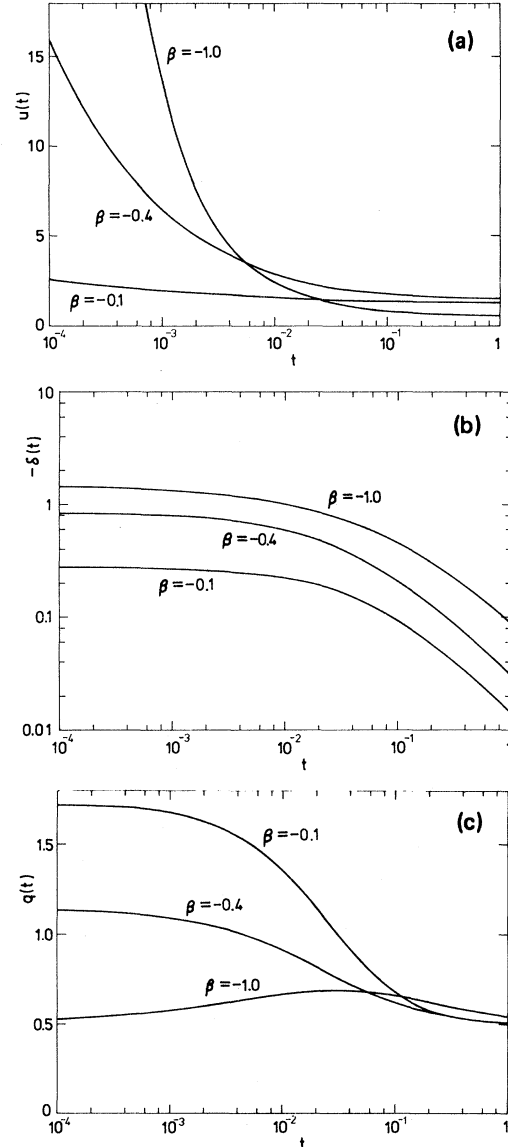 (a)
15
10
5
0
u(t)
β = -1.0
β = -0.4
β = -0.1
10⁻⁴ 10⁻³ 10⁻² 10⁻¹ 1
t
(b)
10
1
0.1
0.01
-δ(t)
β = -1.0
β = -0.4
β = -0.1
10⁻⁴ 10⁻³ 10⁻² 10⁻¹ 1
t
(c)
1.5
1.0
0.5
0
q(t)
β = -0.1
β = -0.4
β = -1.0
10⁻⁴ 10⁻³ 10⁻² 10⁻¹ 1
t